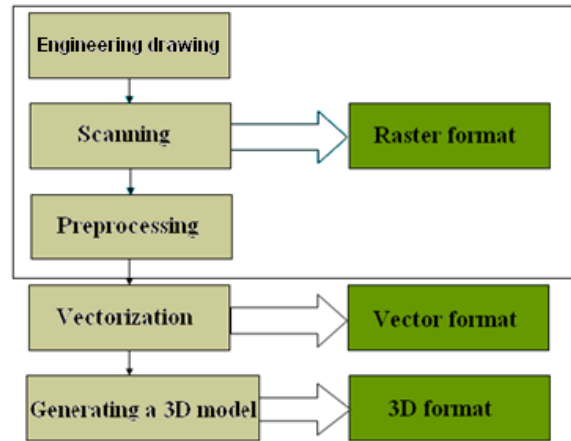 Engineering drawing
Scanning
Raster format
Preprocessing
Vectorization
Vector format
Generating a 3D model
3D format